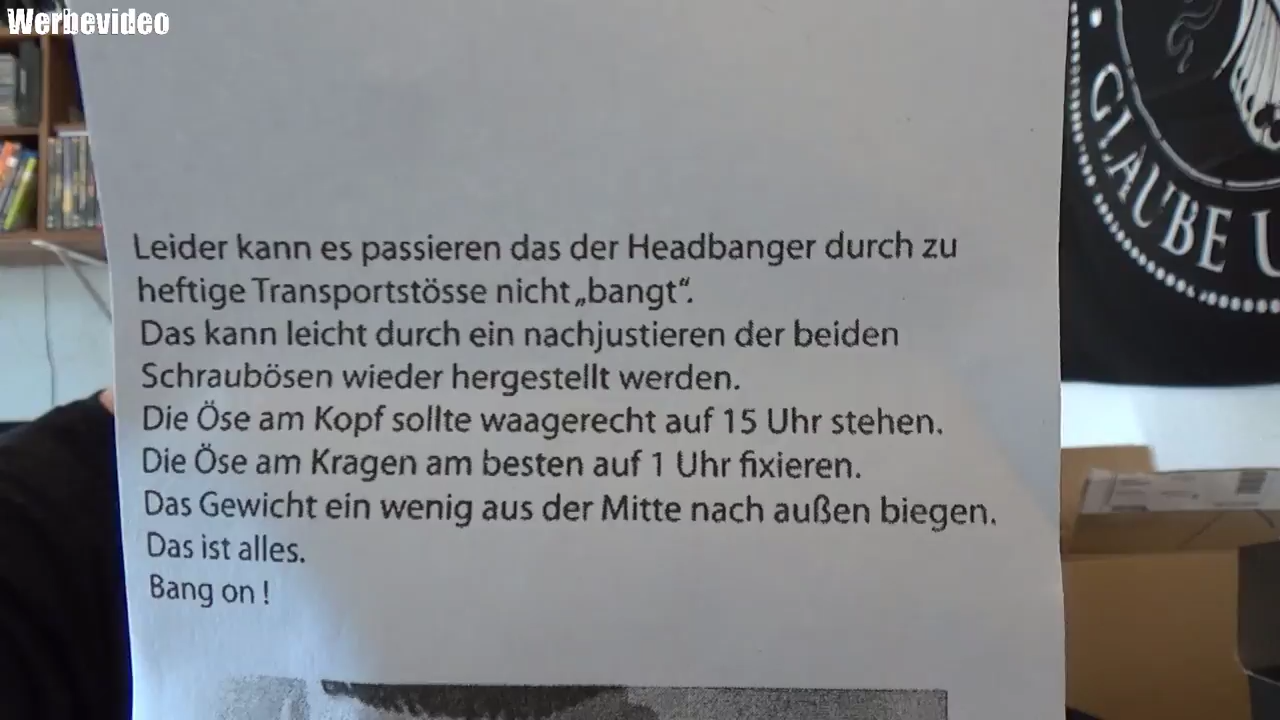 Werbevideo
Leider kann es passieren das der Headbanger durch zu
heftige Transportstösse nicht „bangt“.
Das kann leicht durch ein nachjustieren der beiden
Schraubösen wieder hergestellt werden.
Die Öse am Kopf sollte waagerecht auf 15 Uhr stehen.
Die Öse am Kragen am besten auf 1 Uhr fixieren.
Das Gewicht ein wenig aus der Mitte nach außen biegen.
Das ist alles.
Bang on !
GLAUBE